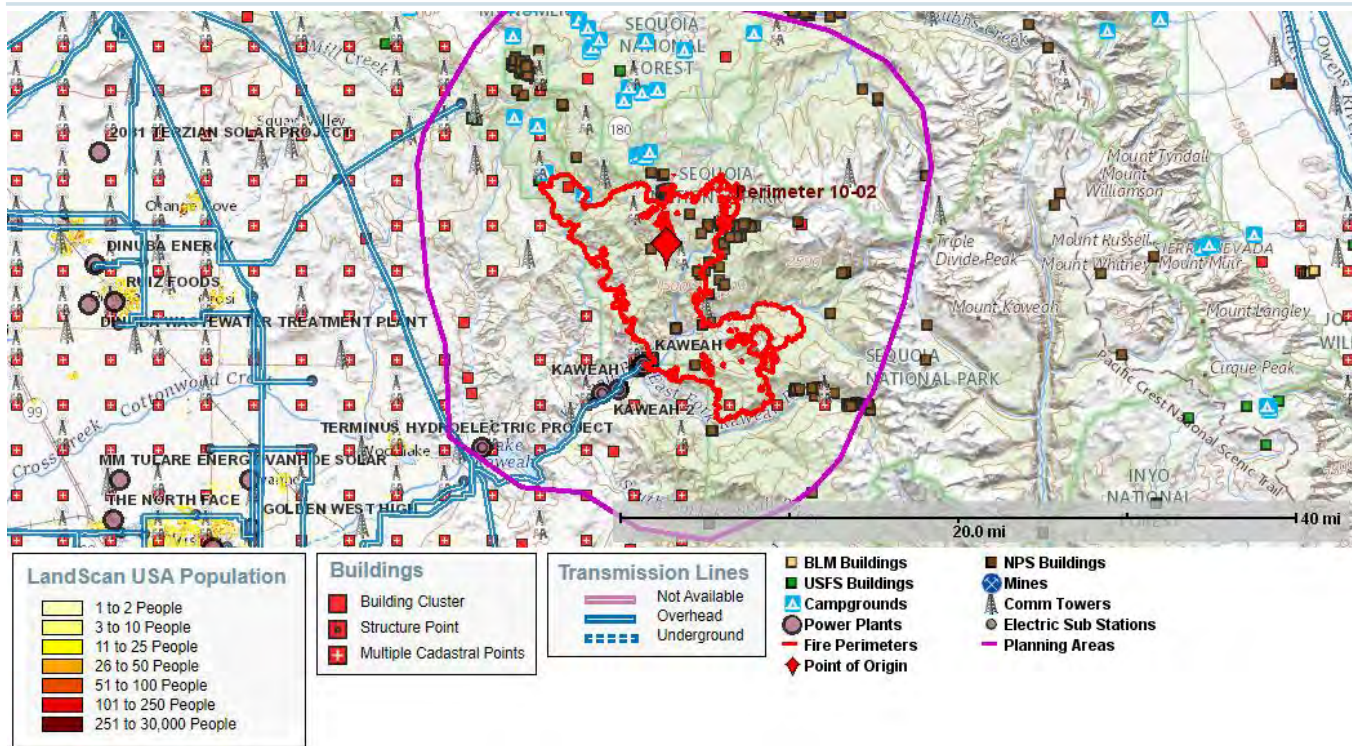 MONUMENT
SEQUOIA
NATIONAL
FOREST
Mill Creek
Owens River
Squaw Valley
2081 TERZIAN SOLAR PROJECT
180
SEQUOIA
Perimeter 10-02
Mount Tyndall
Mount
Williamson
Orange Cove
DINUBA ENERGY
RUIZ FOODS
DINUBA WASTEWATER TREATMENT PLANT
Triple
Divide Peak
Mount Russell
Mount Whitney
SIERRA NEVADA
Mount Muir
Mount Kaweah
Mount Langley
KAWEAH
KAWEAH
KAWEAH 2
SEQUOIA
NATIONAL PARK
Cirque Peak
Pacific Crest National Scenic Trail
99
Cottonwood Creek
Cross Creek
TERMINUS HYDROELECTRIC PROJECT
MM TULARE ENERGY
IVANHOE SOLAR
THE NORTH FACE
GOLDEN WEST HIGH
INYO
NATIONAL
FOREST
20.0 mi
40 mi
LandScan USA Population
1 to 2 People
3 to 10 People
11 to 25 People
26 to 50 People
51 to 100 People
101 to 250 People
251 to 30,000 People
Buildings
Building Cluster
Structure Point
Multiple Cadastral Points
Transmission Lines
Not Available
Overhead
Underground
BLM Buildings
USFS Buildings
Campgrounds
Power Plants
Fire Perimeters
Point of Origin
NPS Buildings
Mines
Comm Towers
Electric Sub Stations
Planning Areas